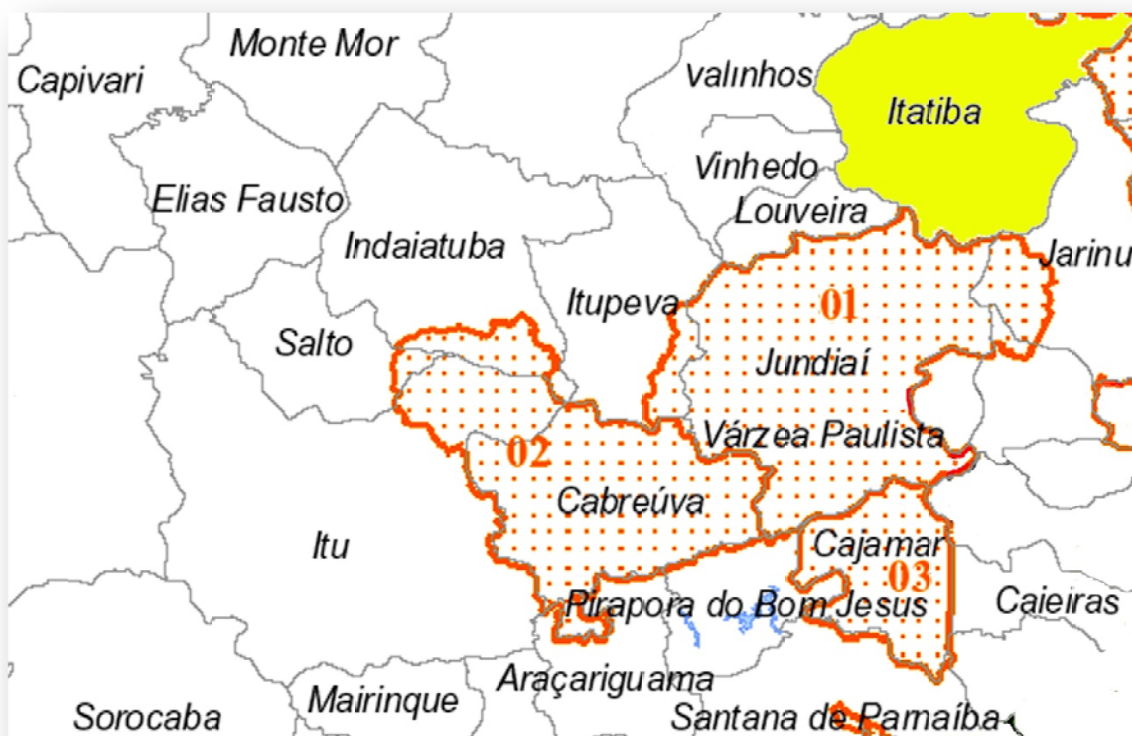 Monte Mor
Capivari
valinhos
Itatiba
Vinhedo
Elias Fausto
Louveira
Indaiatuba
Jarinu
Itupeva
01
Salto
Jundiaí
Várzea Paulista
02
Cabreúva
Itu
Cajamar
03
Pirapora do Bom Jesus
Caieiras
Araçariguama
Mairinque
Sorocaba
Santana de Parnaíba